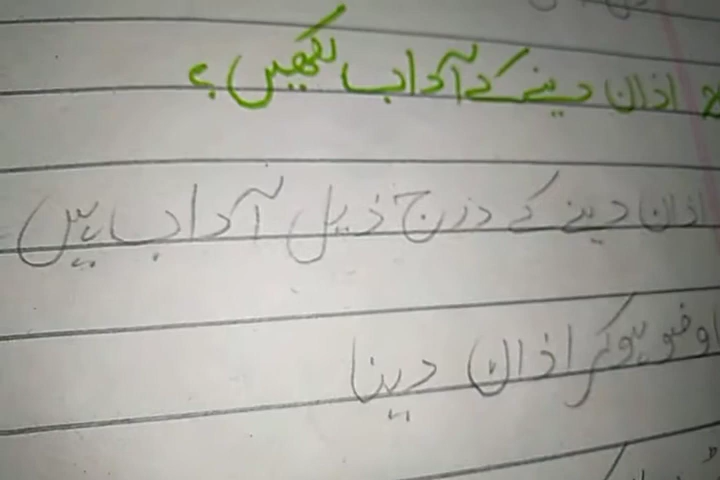 اذان دینے کے آداب لکھیں ؟
اذان دینے کے درج ذیل آداب ہیں
وضو ہو کر اذان دینا